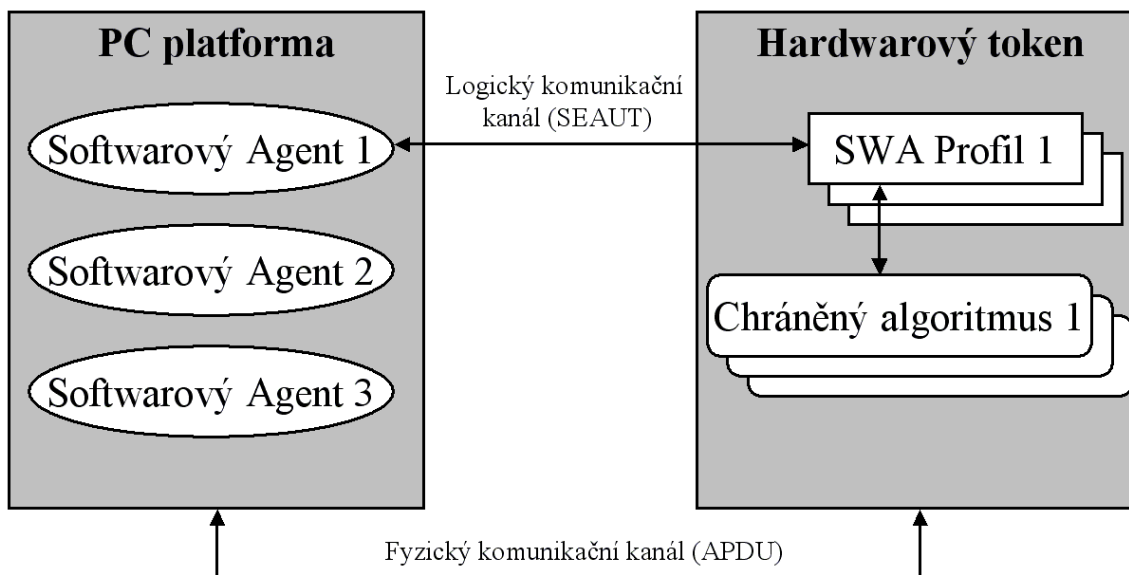 PC platforma
Softwarový Agent 1
Softwarový Agent 2
Softwarový Agent 3
Logický komunikační
kanál (SEAUT)
Hardwarový token
SWA Profil 1
Chráněný algoritmus 1
Fyzický komunikační kanál (APDU)